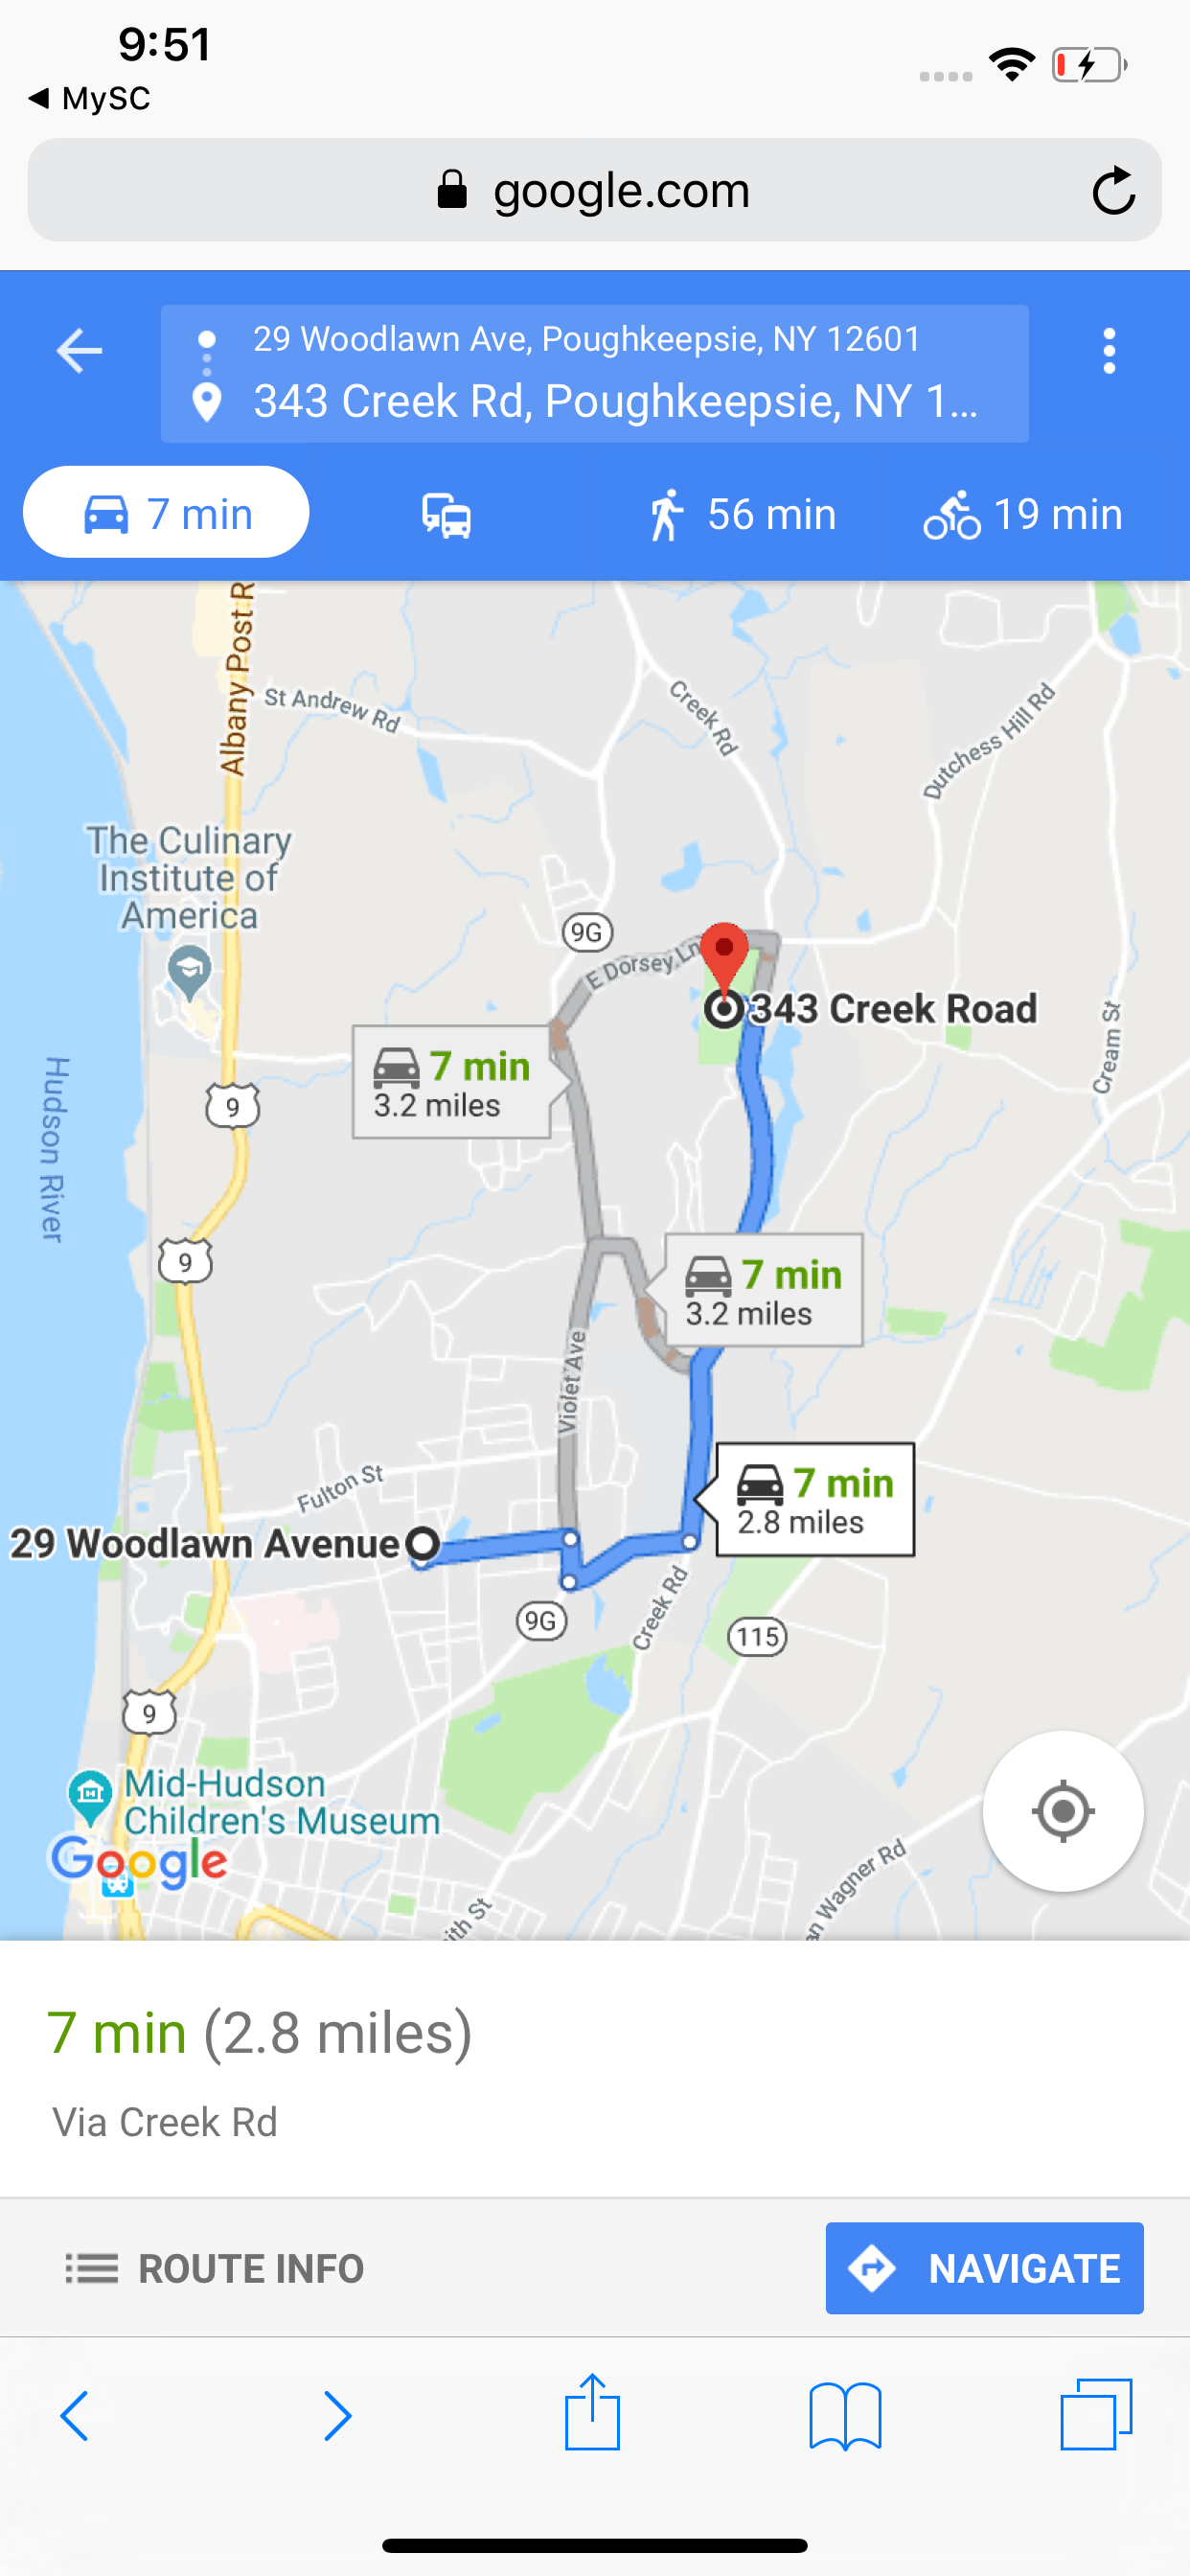 9:51
MySC
google.com
29 Woodlawn Ave, Poughkeepsie, NY 12601
343 Creek Rd, Poughkeepsie, NY 1...
7 min
56 min
19 min
Albany Post R
St Andrew Rd
Creek Rd
Dutchess Hill Rd
The Culinary
Institute of
America
9G
E Dorsey Ln
343 Creek Road
Cream St
7 min
3.2 miles
Hudson River
9
9
7 min
3.2 miles
Violet Ave
Fulton St
7 min
2.8 miles
29 Woodlawn Avenue
9G
Creek Rd
115
9
Mid-Hudson
Children's Museum
Google
an Wagner Rd
ith St
7 min (2.8 miles)
Via Creek Rd
ROUTE INFO
NAVIGATE